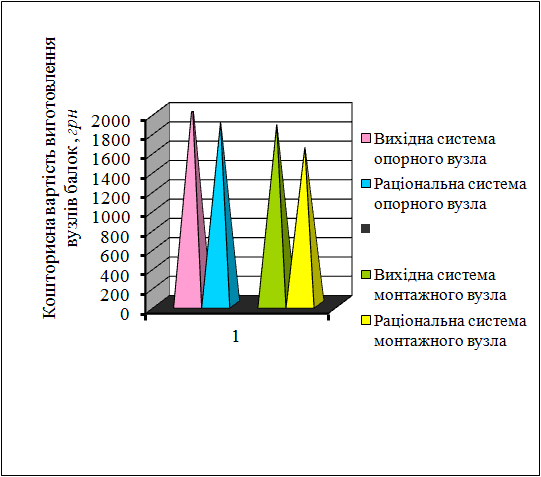 Кошторисна вартість виготовлення
вузлів балок , грн
2000
1800
1600
1400
1200
1000
800
600
400
200
0
1
Вихідна система
опорного вузла
Раціональна система
опорного вузла
Вихідна система
монтажного вузла
Раціональна система
монтажного вузла